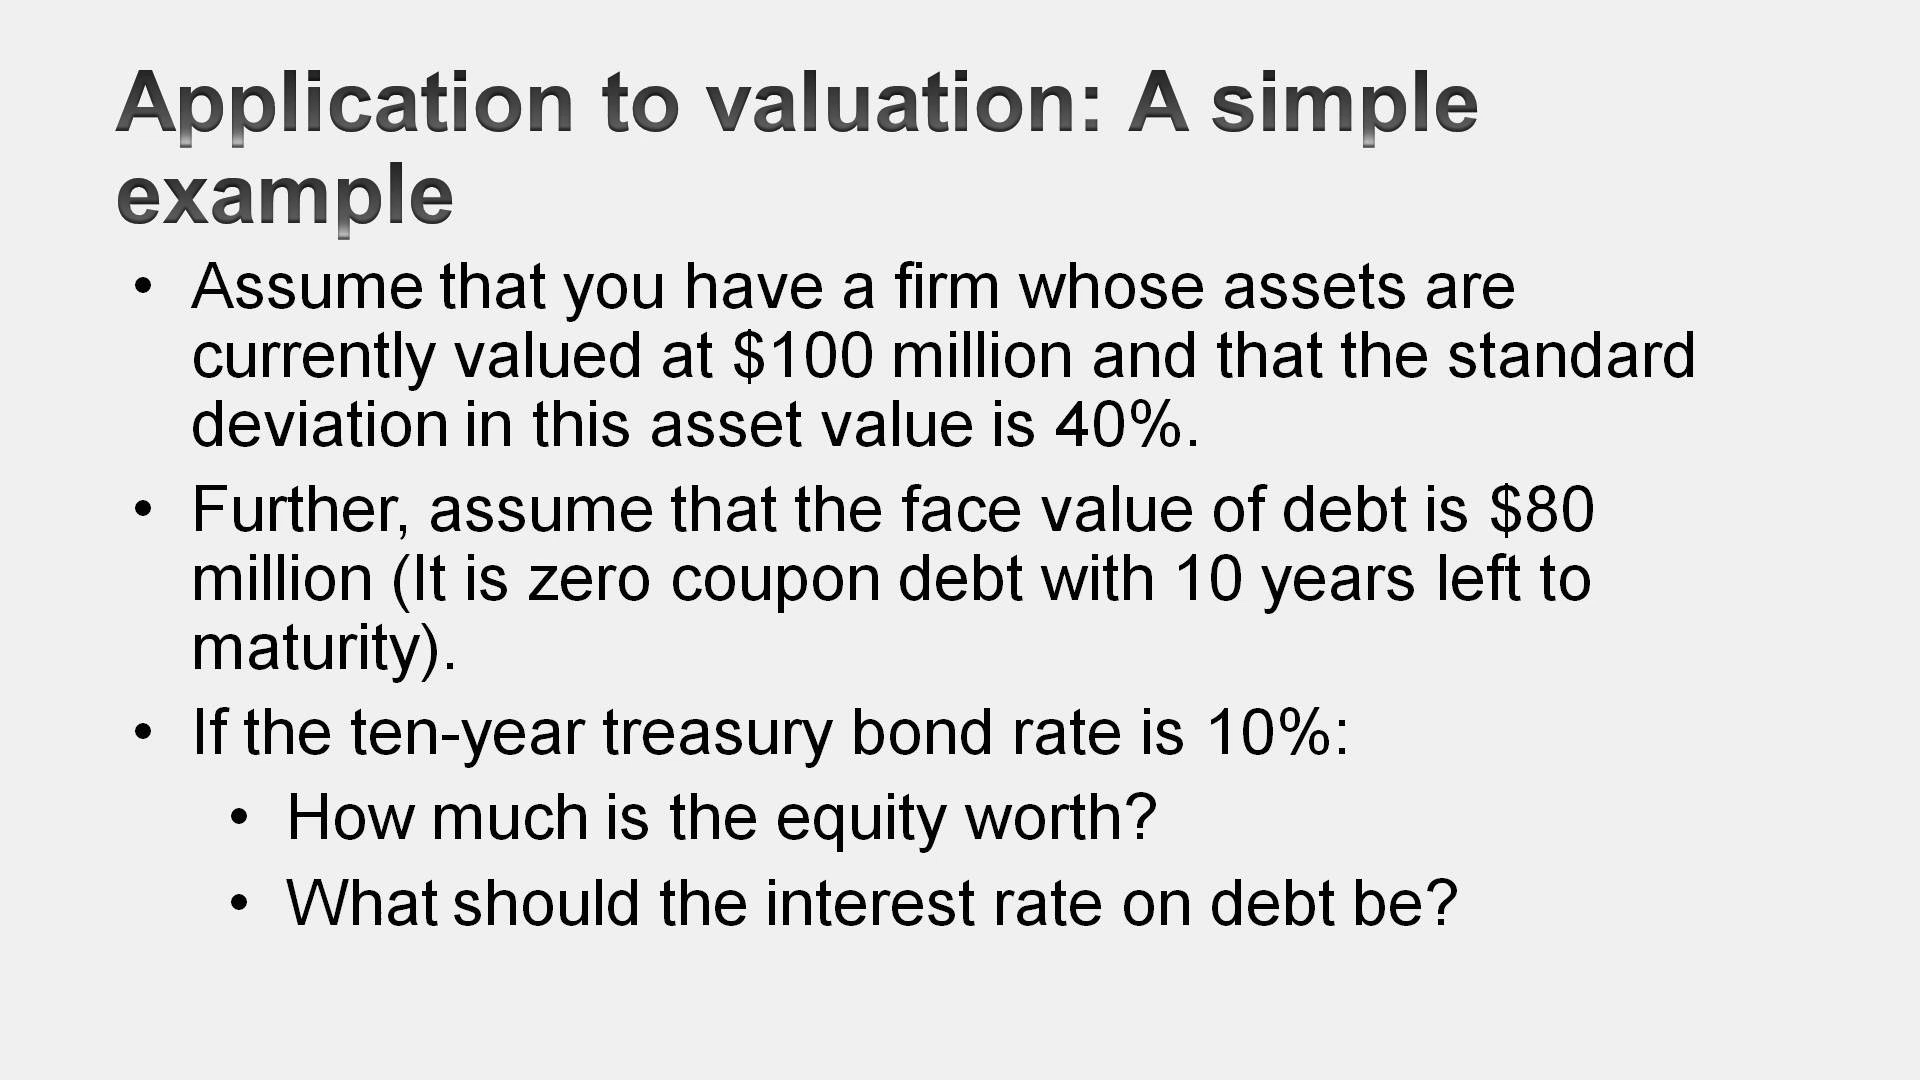 Application to valuation: A simple
example
• Assume that you have a firm whose assets are
currently valued at $100 million and that the standard
deviation in this asset value is 40%.
• Further, assume that the face value of debt is $80
million (It is zero coupon debt with 10 years left to
maturity).
• If the ten-year treasury bond rate is 10%:
• How much is the equity worth?
• What should the interest rate on debt be?